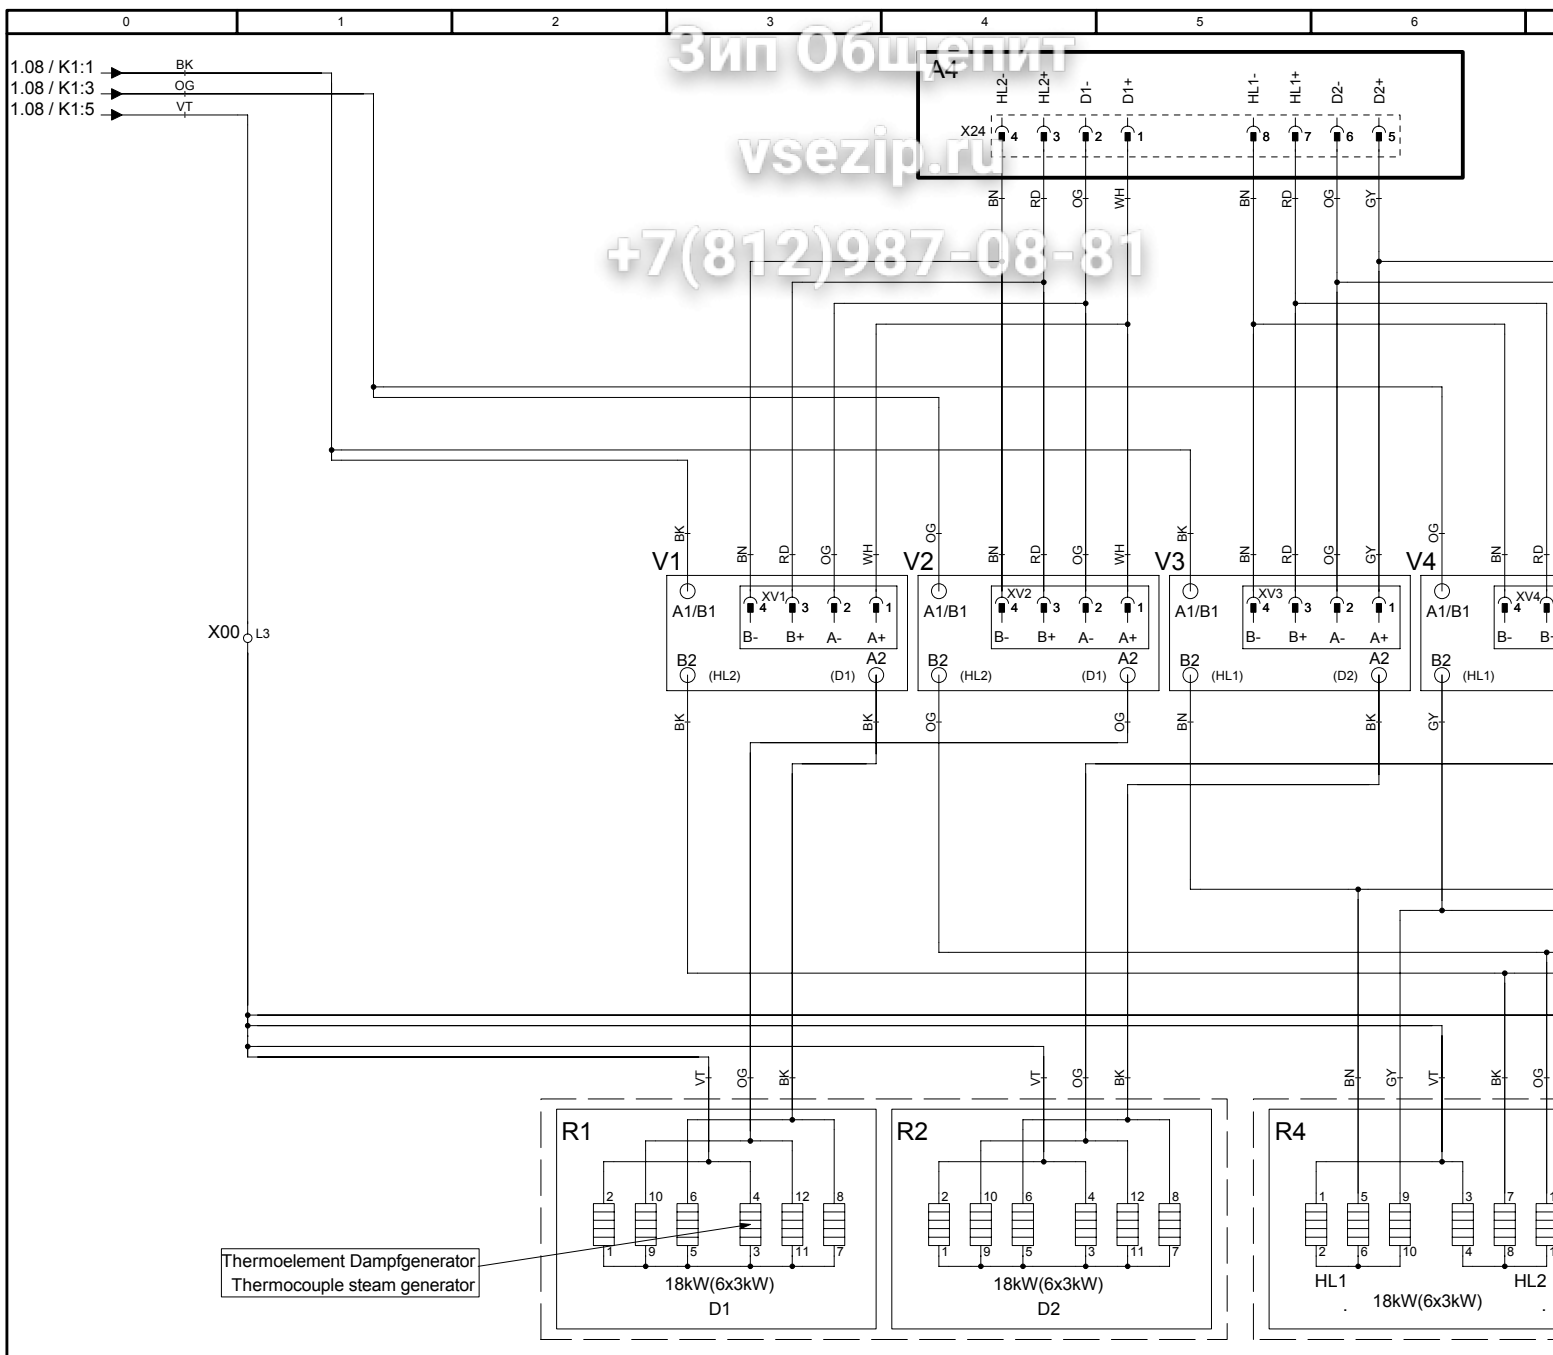 0 1 2 3 4 5 6
Зип Общепит
vsezip.ru
+7(812)987-08-81
1.08 / K1:1 BK
1.08 / K1:3 OG
1.08 / K1:5 VT
A4
HL2- HL2+ D1- D1+ HL1- HL1+ D2- D2+
X24 4 3 2 1 8 7 6 5
BN RD OG WH BN RD OG GY
BK BN RD OG WH OG BN RD OG WH BK BN RD OG GY OG BN RD
V1 V2 V3 V4
XV1 4 3 2 1 XV2 4 3 2 1 XV3 4 3 2 1 XV4 4
A1/B1 A1/B1 A1/B1 A1/B1
B- B+ A- A+ B- B+ A- A+ B- B+ A- A+ B-
X00 L3
B2 (HL2) (D1) A2 B2 (HL2) (D1) A2 B2 (HL1) (D2) A2 B2 (HL1)
BK BK OG OG BN BK GY
VT OG BK VT OG BK BN GY VT BK OG
R1 R2 R4
2 10 6 4 12 8 2 10 6 4 12 8 1 5 9 3 7
1 9 5 3 11 7 1 9 5 3 11 7 2 6 10 4 8
Thermoelement Dampfgenerator
Thermocouple steam generator
18kW(6x3kW) 18kW(6x3kW) HL1 HL2
D1 D2 18kW(6x3kW)